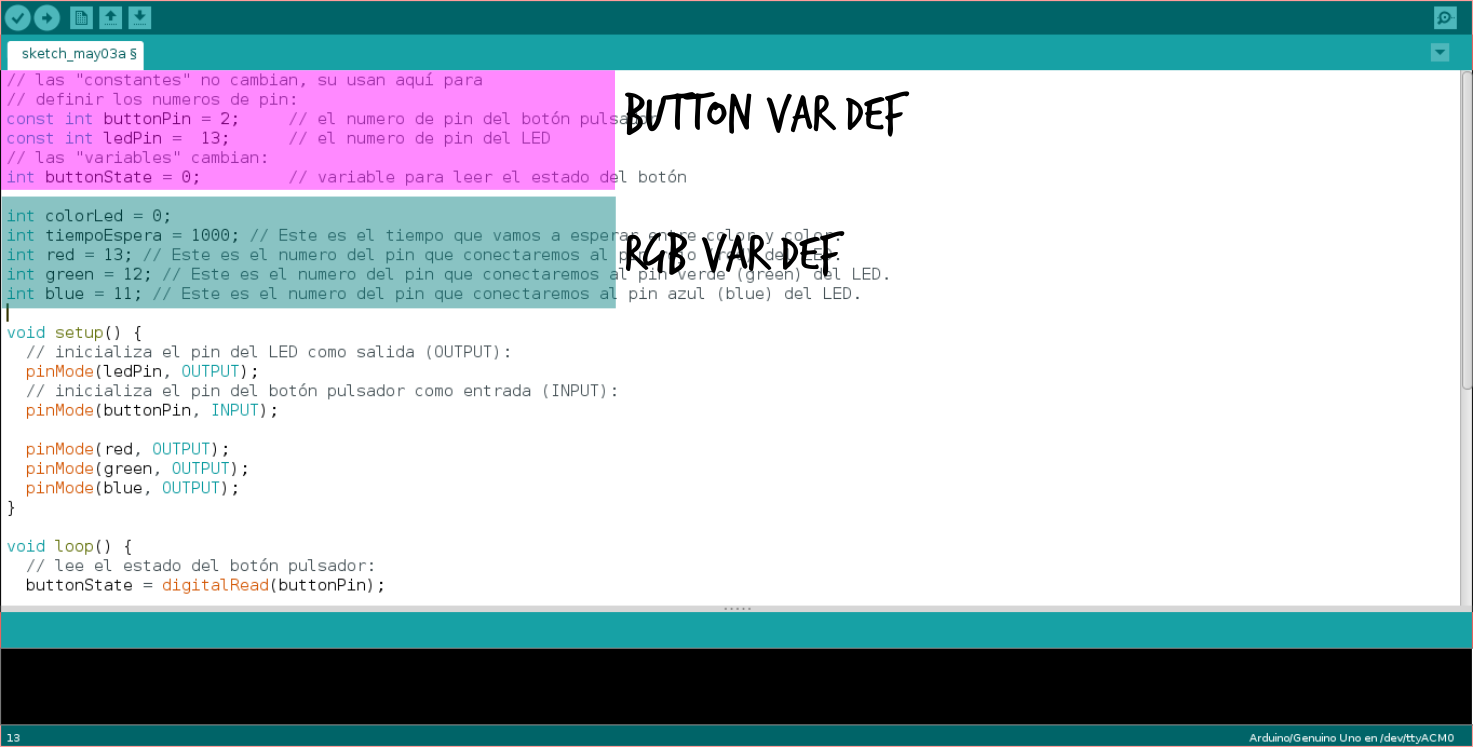 sketch_may03a §
// las "constantes" no cambian, su usan aquí para
// definir los numeros de pin:
const int buttonPin = 2;     // el numero de pin del botón pulsador
BUTTON VAR DEF
const int ledPin =  13;      // el numero de pin del LED
// las "variables" cambian:
int buttonState = 0;         // variable para leer el estado del botón
int colorLed = 0;
int tiempoEspera = 1000; // Este es el tiempo que vamos a esperar entre color y color.
RGB VAR DEF
int red = 13; // Este es el numero del pin que conectaremos al pin rojo (red) del LED.
int green = 12; // Este es el numero del pin que conectaremos al pin verde (green) del LED.
int blue = 11; // Este es el numero del pin que conectaremos al pin azul (blue) del LED.
void setup() {
  // inicializa el pin del LED como salida (OUTPUT):
  pinMode(ledPin, OUTPUT);
  // inicializa el pin del botón pulsador como entrada (INPUT):
  pinMode(buttonPin, INPUT);
  pinMode(red, OUTPUT);
  pinMode(green, OUTPUT);
  pinMode(blue, OUTPUT);
}
void loop() {
  // lee el estado del botón pulsador:
  buttonState = digitalRead(buttonPin);
13
Arduino/Genuino Uno en /dev/ttyACM0